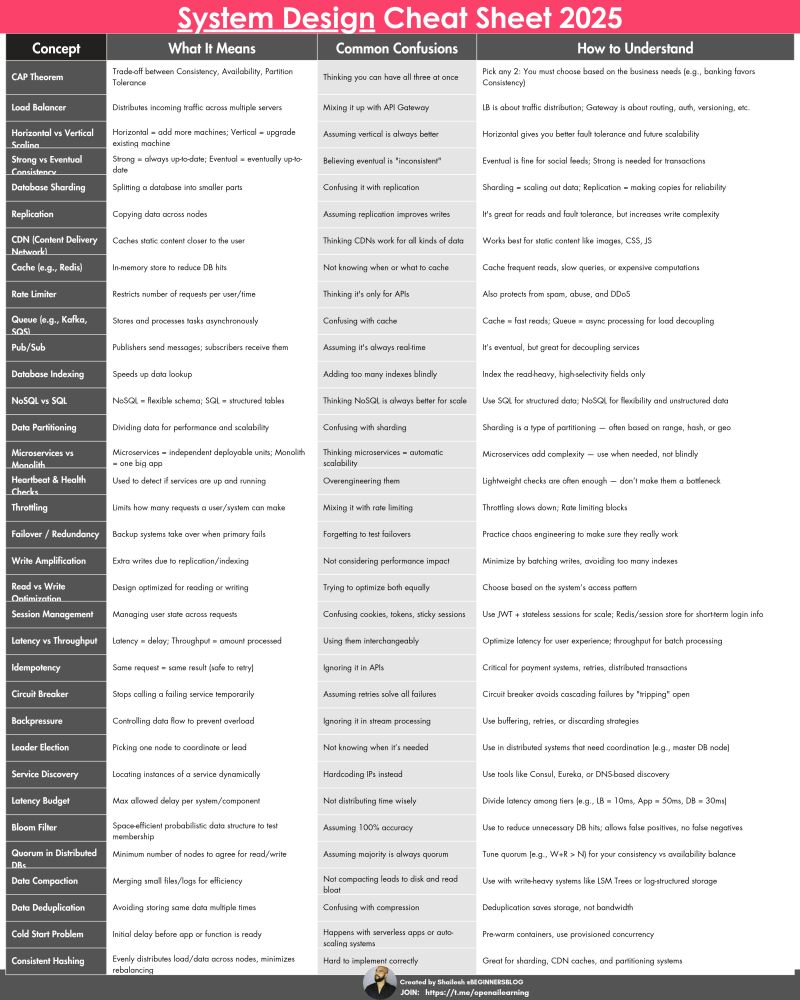 System Design Cheat Sheet 2025
Concept What It Means Common Confusions How to Understand
CAP Theorem
Trade-off between Consistency, Availability, Partition
Tolerance
Thinking you can have all three at once
Pick any 2: You must choose based on the business needs (e.g., banking favors
Consistency)
Load Balancer
Distributes incoming traffic across multiple servers
Mixing it up with API Gateway
LB is about traffic distribution; Gateway is about routing, auth, versioning, etc.
Horizontal vs Vertical
Scaling
Horizontal = add more machines; Vertical = upgrade
existing machine
Assuming vertical is always better
Horizontal gives you better fault tolerance and future scalability
Strong vs Eventual
Consistency
Strong = always up-to-date; Eventual = eventually up-to-
date
Believing eventual is "inconsistent"
Eventual is fine for social feeds; Strong is needed for transactions
Database Sharding
Splitting a database into smaller parts
Confusing it with replication
Sharding = scaling out data; Replication = making copies for reliability
Replication
Copying data across nodes
Assuming replication improves writes
It's great for reads and fault tolerance, but increases write complexity
CDN (Content Delivery
Network)
Caches static content closer to the user
Thinking CDNs work for all kinds of data
Works best for static content like images, CSS, JS
Cache (e.g., Redis)
In-memory store to reduce DB hits
Not knowing when or what to cache
Cache frequent reads, slow queries, or expensive computations
Rate Limiter
Restricts number of requests per user/time
Thinking it's only for APIs
Also protects from spam, abuse, and DDoS
Queue (e.g., Kafka,
SQS)
Stores and processes tasks asynchronously
Confusing with cache
Cache = fast reads; Queue = async processing for load decoupling
Pub/Sub
Publishers send messages; subscribers receive them
Assuming it's always real-time
It's eventual, but great for decoupling services
Database Indexing
Speeds up data lookup
Adding too many indexes blindly
Index the read-heavy, high-selectivity fields only
NoSQL vs SQL
NoSQL = flexible schema; SQL = structured tables
Thinking NoSQL is always better for scale
Use SQL for structured data; NoSQL for flexibility and unstructured data
Data Partitioning
Dividing data for performance and scalability
Confusing with sharding
Sharding is a type of partitioning — often based on range, hash, or geo
Microservices vs
Monolith
Microservices = independent deployable units; Monolith
= one big app
Thinking microservices = automatic
scalability
Microservices add complexity — use when needed, not blindly
Heartbeat & Health
Checks
Used to detect if services are up and running
Overengineering them
Lightweight checks are often enough — don't make them a bottleneck
Throttling
Limits how many requests a user/system can make
Mixing it with rate limiting
Throttling slows down; Rate limiting blocks
Failover / Redundancy
Backup systems take over when primary fails
Forgetting to test failovers
Practice chaos engineering to make sure they really work
Write Amplification
Extra writes due to replication/indexing
Not considering performance impact
Minimize by batching writes, avoiding too many indexes
Read vs Write
Optimization
Design optimized for reading or writing
Trying to optimize both equally
Choose based on the system's access pattern
Session Management
Managing user state across requests
Confusing cookies, tokens, sticky sessions
Use JWT + stateless sessions for scale; Redis/session store for short-term login info
Latency vs Throughput
Latency = delay; Throughput = amount processed
Using them interchangeably
Optimize latency for user experience; throughput for batch processing
Idempotency
Same request = same result (safe to retry)
Ignoring it in APIs
Critical for payment systems, retries, distributed transactions
Circuit Breaker
Stops calling a failing service temporarily
Assuming retries solve all failures
Circuit breaker avoids cascading failures by "tripping" open
Backpressure
Controlling data flow to prevent overload
Ignoring it in stream processing
Use buffering, retries, or discarding strategies
Leader Election
Picking one node to coordinate or lead
Not knowing when it's needed
Use in distributed systems that need coordination (e.g., master DB node)
Service Discovery
Locating instances of a service dynamically
Hardcoding IPs instead
Use tools like Consul, Eureka, or DNS-based discovery
Latency Budget
Max allowed delay per system/component
Not distributing time wisely
Divide latency among tiers (e.g., LB = 10ms, App = 50ms, DB = 30ms)
Bloom Filter
Space-efficient probabilistic data structure to test
membership
Assuming 100% accuracy
Use to reduce unnecessary DB hits; allows false positives, no false negatives
Quorum in Distributed
DBs
Minimum number of nodes to agree for read/write
Assuming majority is always quorum
Tune quorum (e.g., W+R > N) for your consistency vs availability balance
Data Compaction
Merging small files/logs for efficiency
Not compacting leads to disk and read
bloat
Use with write-heavy systems like LSM Trees or log-structured storage
Data Deduplication
Avoiding storing same data multiple times
Confusing with compression
Deduplication saves storage, not bandwidth
Cold Start Problem
Initial delay before app or function is ready
Happens with serverless apps or auto-
scaling systems
Pre-warm containers, use provisioned concurrency
Consistent Hashing
Evenly distributes load/data across nodes, minimizes
rebalancing
Hard to implement correctly
Great for sharding, CDN caches, and partitioning systems
Created by Shailesh @BEGINNERSBLOG
JOIN: https://t.me/openailearning